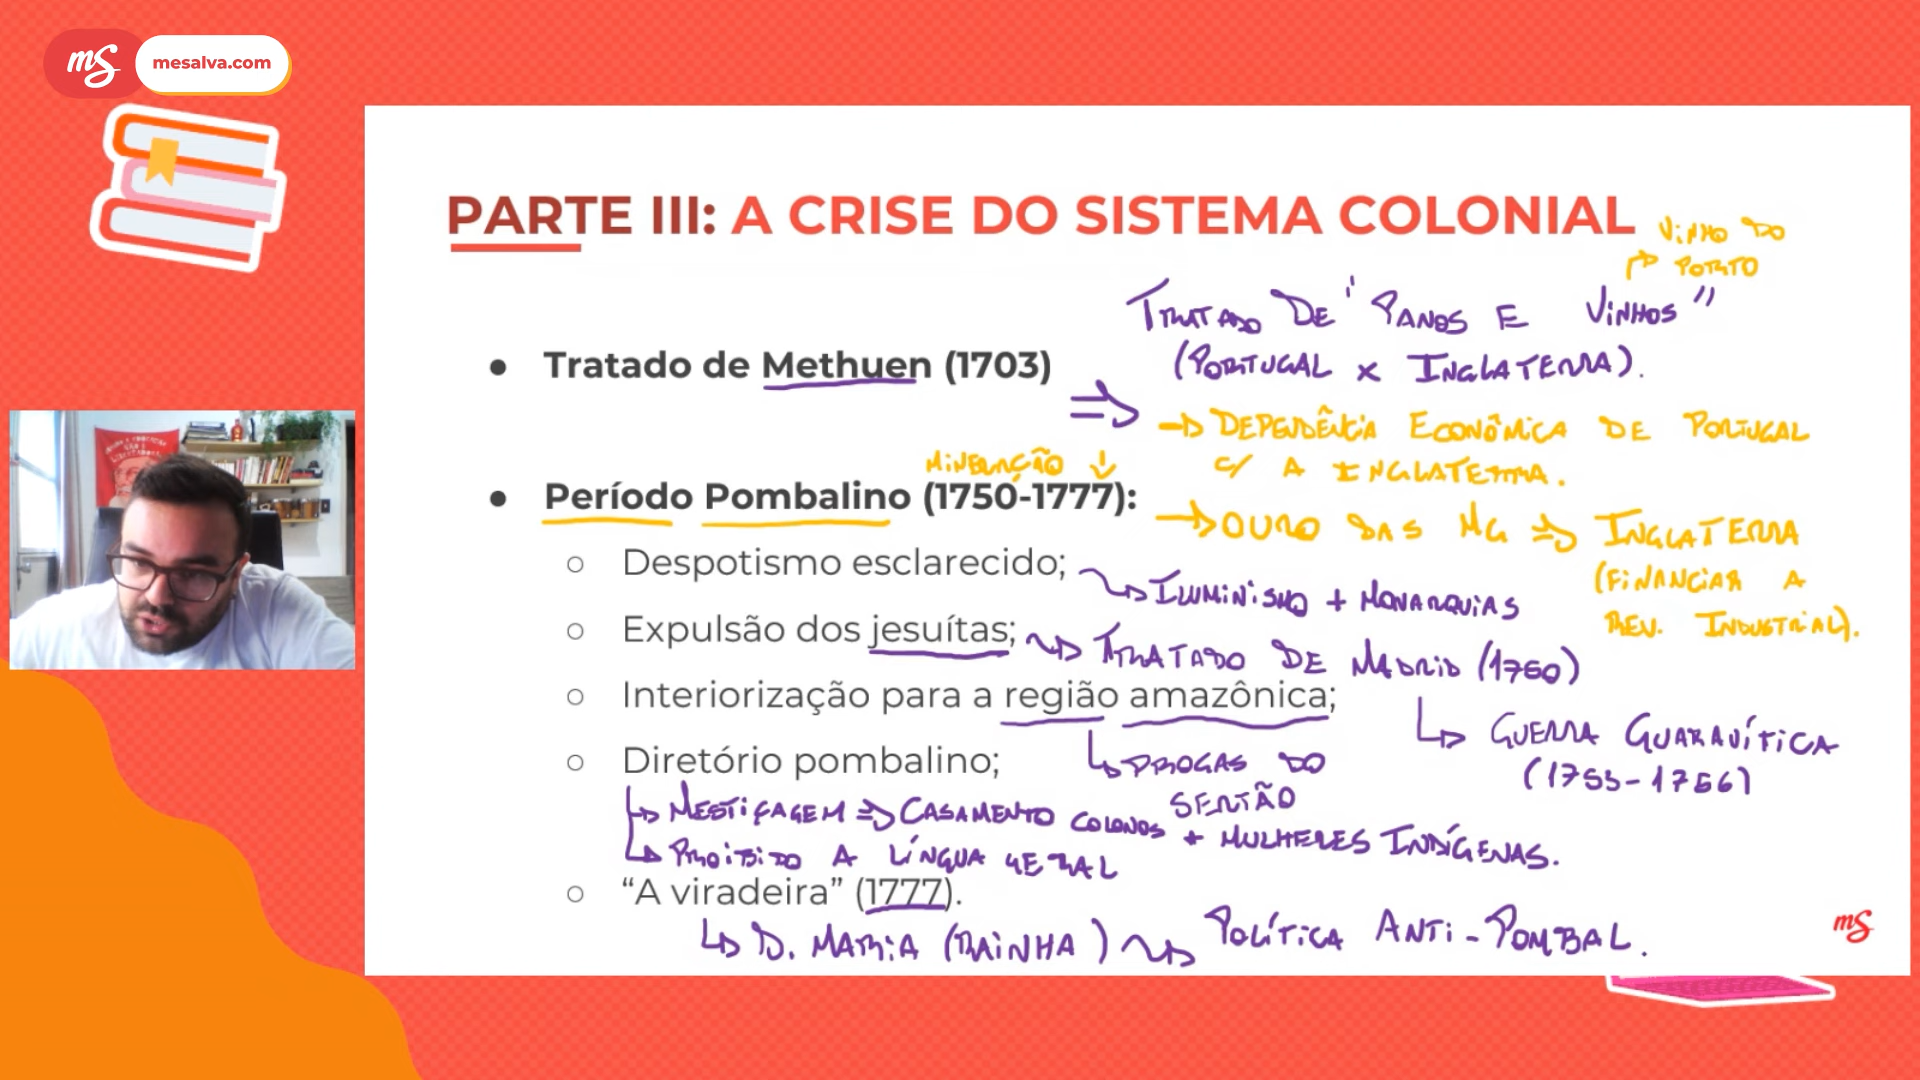 mS mesalva.com
PARTE III: A CRISE DO SISTEMA COLONIAL
VINHO DO
PORTO
TRATADO DE "PANOS E VINHOS"
(PORTUGAL x INGLATERRA).
● Tratado de Methuen (1703)
⇒
→ DEPENDÊNCIA ECONÔMICA DE PORTUGAL
C/ A INGLATERRA.
MINERAÇÃO ↓
● Período Pombalino (1750-1777):
→ OURO DAS MG ⇒ INGLATERRA
(FINANCIAR A
REV. INDUSTRIAL).
○ Despotismo esclarecido;
ILUMINISMO + MONARQUIAS
○ Expulsão dos jesuítas;
TRATADO DE MADRID (1750)
GUERRA GUARANÍTICA
(1753-1756)
○ Interiorização para a região amazônica;
DROGAS DO
SERTÃO
○ Diretório pombalino;
MESTIÇAGEM ⇒ CASAMENTO COLONOS + MULHERES INDÍGENAS.
PROIBIDO A LÍNGUA GERAL
○ “A viradeira” (1777).
D. MARIA (RAINHA) POLÍTICA ANTI-POMBAL.
mS